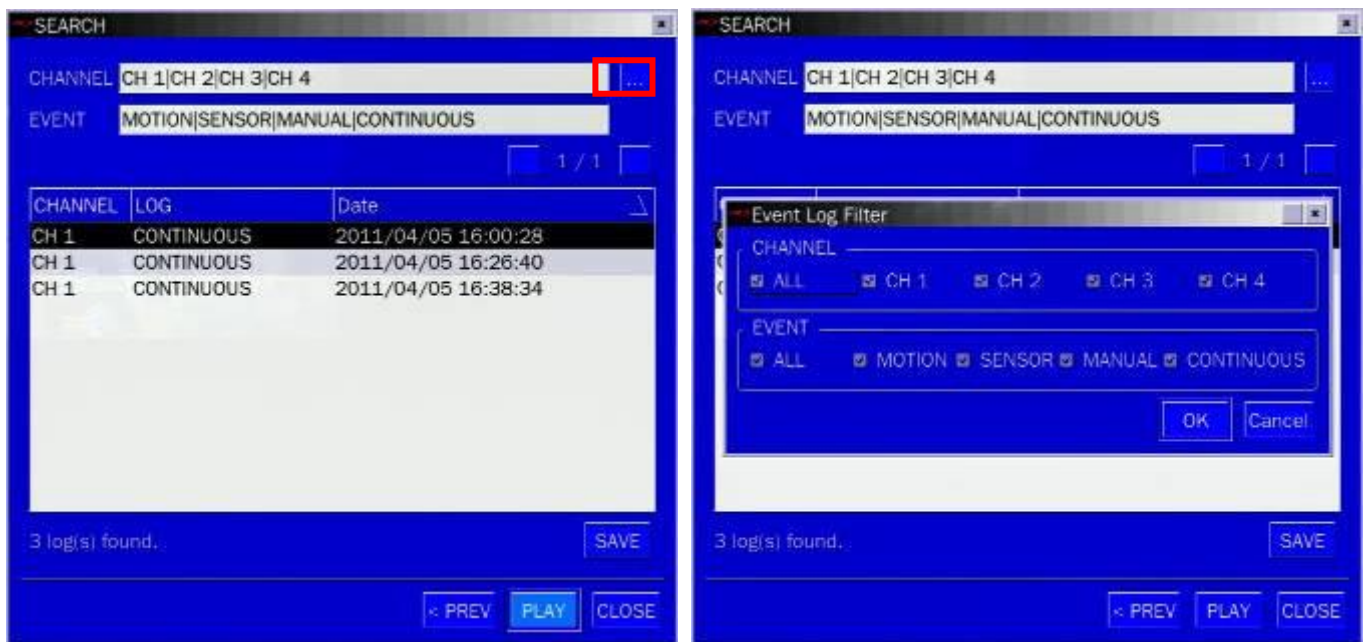 SEARCH
CHANNEL CH 1|CH 2|CH 3|CH 4 ...
EVENT MOTION|SENSOR|MANUAL|CONTINUOUS
1 / 1
CHANNEL LOG Date
CH 1 CONTINUOUS 2011/04/05 16:00:28
CH 1 CONTINUOUS 2011/04/05 16:26:40
CH 1 CONTINUOUS 2011/04/05 16:38:34
3 log(s) found.
SAVE
< PREV PLAY CLOSE
SEARCH
CHANNEL CH 1|CH 2|CH 3|CH 4 ...
EVENT MOTION|SENSOR|MANUAL|CONTINUOUS
1 / 1
Event Log Filter
CHANNEL
ALL CH 1 CH 2 CH 3 CH 4
EVENT
ALL MOTION SENSOR MANUAL CONTINUOUS
OK Cancel
3 log(s) found.
SAVE
< PREV PLAY CLOSE